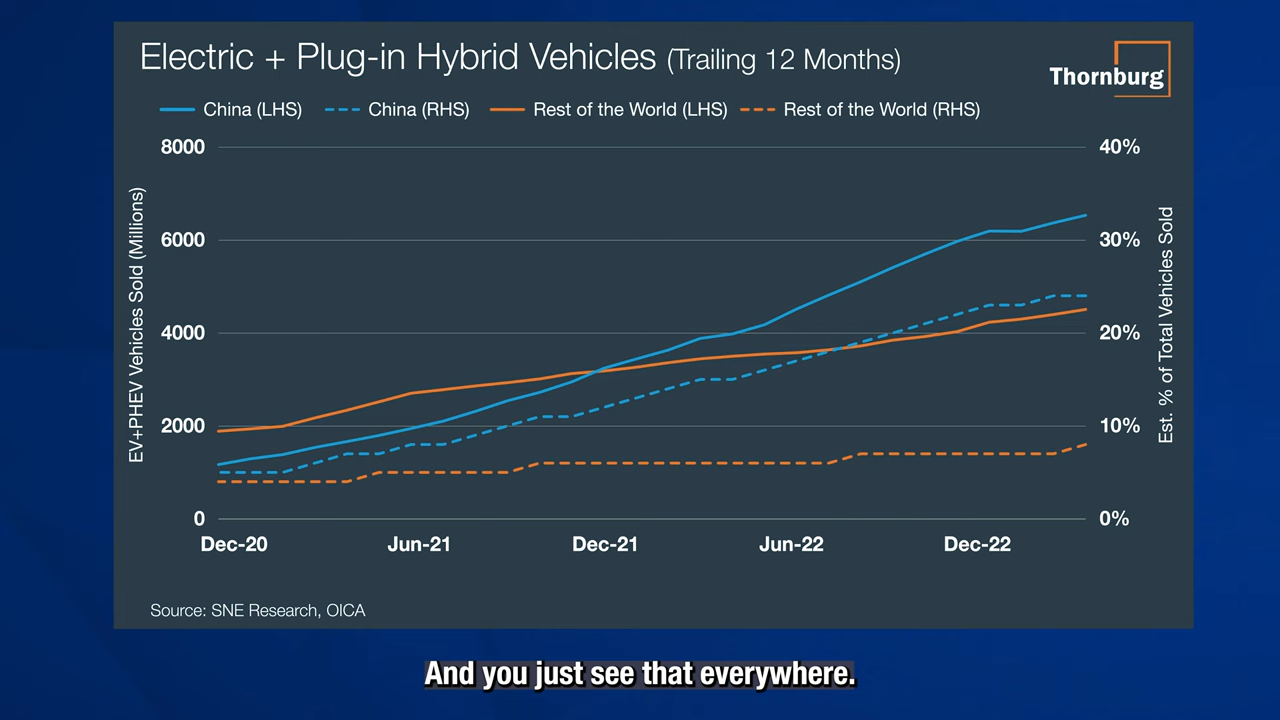 Electric + Plug-in Hybrid Vehicles (Trailing 12 Months)
Thornburg
China (LHS) China (RHS) Rest of the World (LHS) Rest of the World (RHS)
EV+PHEV Vehicles Sold (Millions)
8000
6000
4000
2000
0
40%
30%
20%
10%
0%
Est. % of Total Vehicles Sold
Dec-20 Jun-21 Dec-21 Jun-22 Dec-22
Source: SNE Research, OICA
And you just see that everywhere.